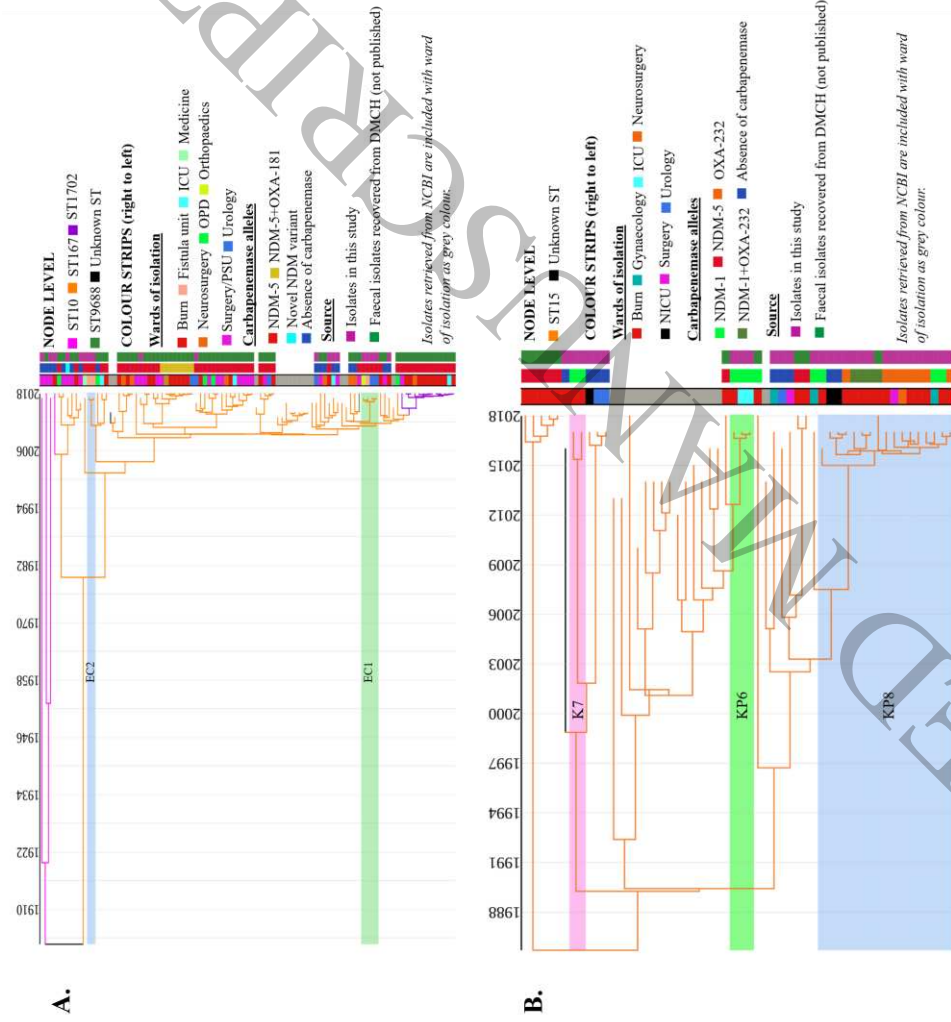 A.
2018
2006
1994
1982
1970
1958
1946
1934
1922
1910
EC2
EC1
NODE LEVEL
ST10 ST167 ST1702
ST9688 Unknown ST
COLOUR STRIPS (right to left)
Wards of isolation
Burn Fistula unit ICU Medicine
Neurosurgery OPD Orthopaedics
Surgery/PSU Urology
Carbapenemase alleles
NDM-5 NDM-5+OXA-181
Novel NDM variant
Absence of carbapenemase
Source
Isolates in this study
Faecal isolates recovered from DMCH (not published)
Isolates retrieved from NCBI are included with ward
of isolation as grey colour.
B.
2018
2015
2012
2009
2006
2003
2000
1997
1994
1991
1988
K7
KP6
KP8
NODE LEVEL
ST15 Unknown ST
COLOUR STRIPS (right to left)
Wards of isolation
Burn Gynaecology ICU Neurosurgery
NICU Surgery Urology
Carbapenemase alleles
NDM-1 NDM-5 OXA-232
NDM-1+OXA-232 Absence of carbapenemase
Source
Isolates in this study
Faecal isolates recovered from DMCH (not published)
Isolates retrieved from NCBI are included with ward
of isolation as grey colour.
ED MANUSCRIP